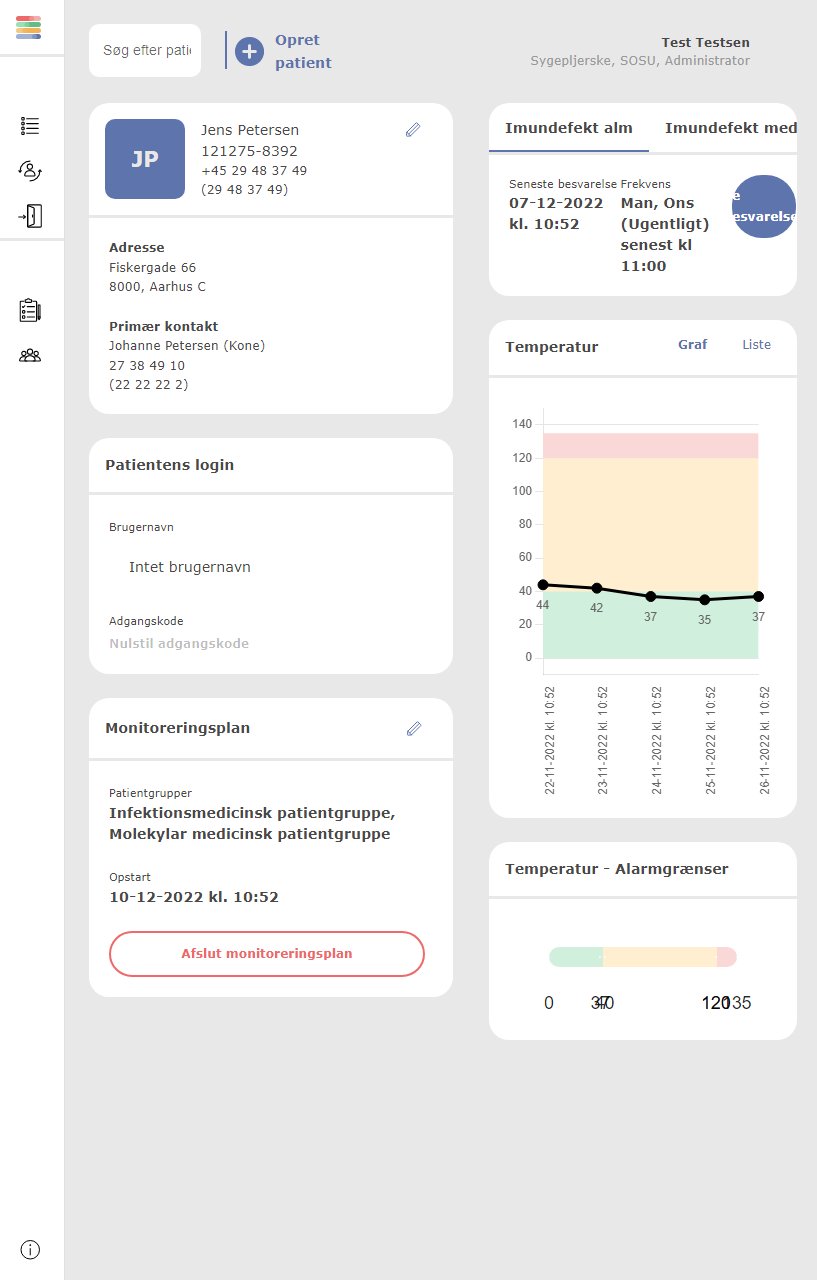 Søg efter patie
Opret
patient
Test Testsen
Sygepljerske, SOSU, Administrator
JP
Jens Petersen
121275-8392
+45 29 48 37 49
(29 48 37 49)
Adresse
Fiskergade 66
8000, Aarhus C
Primær kontakt
Johanne Petersen (Kone)
27 38 49 10
(22 22 22 2)
Patientens login
Brugernavn
Intet brugernavn
Adgangskode
Nulstil adgangskode
Monitoreringsplan
Patientgrupper
Infektionsmedicinsk patientgruppe,
Molekylar medicinsk patientgruppe
Opstart
10-12-2022 kl. 10:52
Afslut monitoreringsplan
Imundefekt alm
Imundefekt med
Seneste besvarelse
07-12-2022
kl. 10:52
Frekvens
Man, Ons
(Ugentligt)
senest kl
11:00
e
esvarelse
Temperatur
Graf
Liste
140
120
100
80
60
40
20
0
44
42
37
35
37
22-11-2022 kl. 10:52
23-11-2022 kl. 10:52
24-11-2022 kl. 10:52
25-11-2022 kl. 10:52
26-11-2022 kl. 10:52
Temperatur - Alarmgrænser
0
37
40
120
135